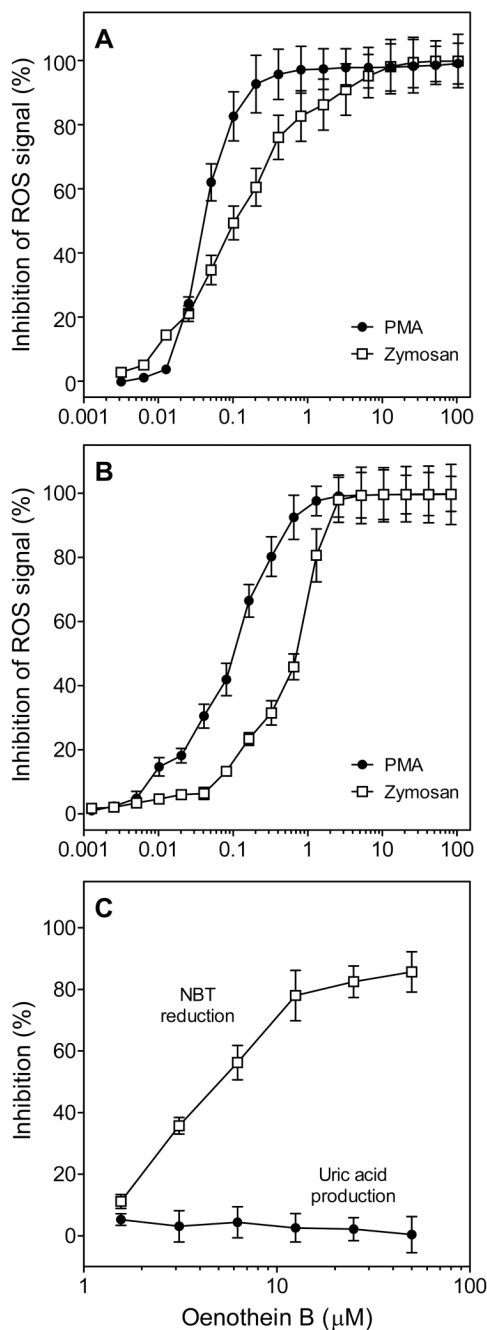 A
Inhibition of ROS signal (%)
100
80
60
40
20
0
PMA
Zymosan
0.001
0.01
0.1
1
10
100
B
Inhibition of ROS signal (%)
100
80
60
40
20
0
PMA
Zymosan
0.001
0.01
0.1
1
10
100
C
Inhibition (%)
100
80
60
40
20
0
NBT
reduction
Uric acid
production
1
10
100
Oenothein B (μM)